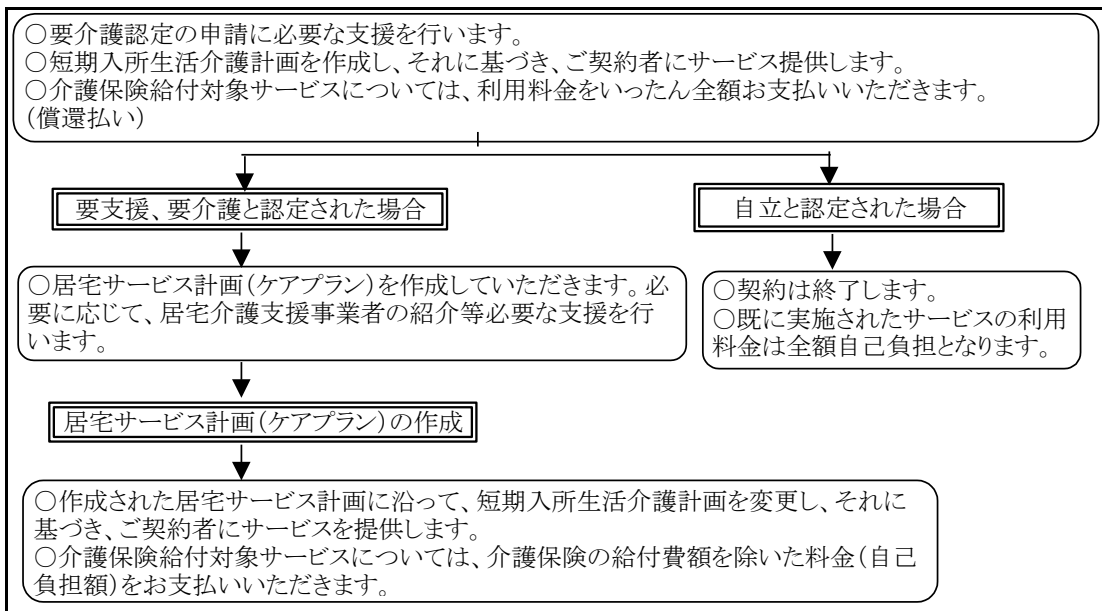 ○要介護認定の申請に必要な支援を行います。
○短期入所生活介護計画を作成し、それに基づき、ご契約者にサービス提供します。
○介護保険給付対象サービスについては、利用料金をいったん全額お支払いいただきます。
(償還払い)
要支援、要介護と認定された場合
自立と認定された場合
○居宅サービス計画(ケアプラン)を作成していただきます。必
要に応じて、居宅介護支援事業者の紹介等必要な支援を行
います。
○契約は終了します。
○既に実施されたサービスの利用
料金は全額自己負担となります。
居宅サービス計画(ケアプラン)の作成
○作成された居宅サービス計画に沿って、短期入所生活介護計画を変更し、それに
基づき、ご契約者にサービスを提供します。
○介護保険給付対象サービスについては、介護保険の給付費額を除いた料金(自己
負担額)をお支払いいただきます。